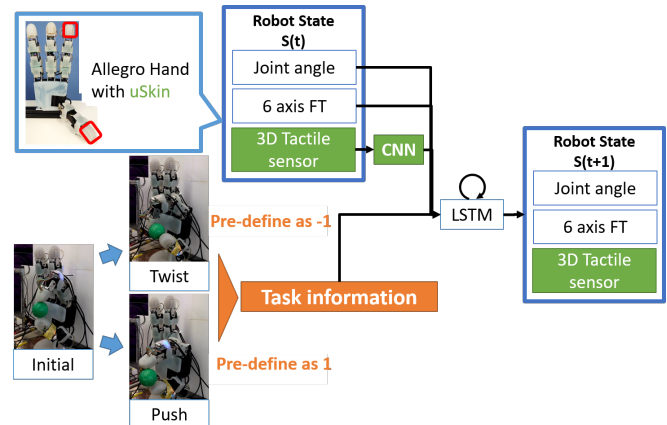 Allegro Hand
with uSkin
Robot State
S(t)
Joint angle
6 axis FT
3D Tactile
sensor
CNN
LSTM
Robot State
S(t+1)
Joint angle
6 axis FT
3D Tactile
sensor
Initial
Twist
Push
Pre-define as -1
Task information
Pre-define as 1